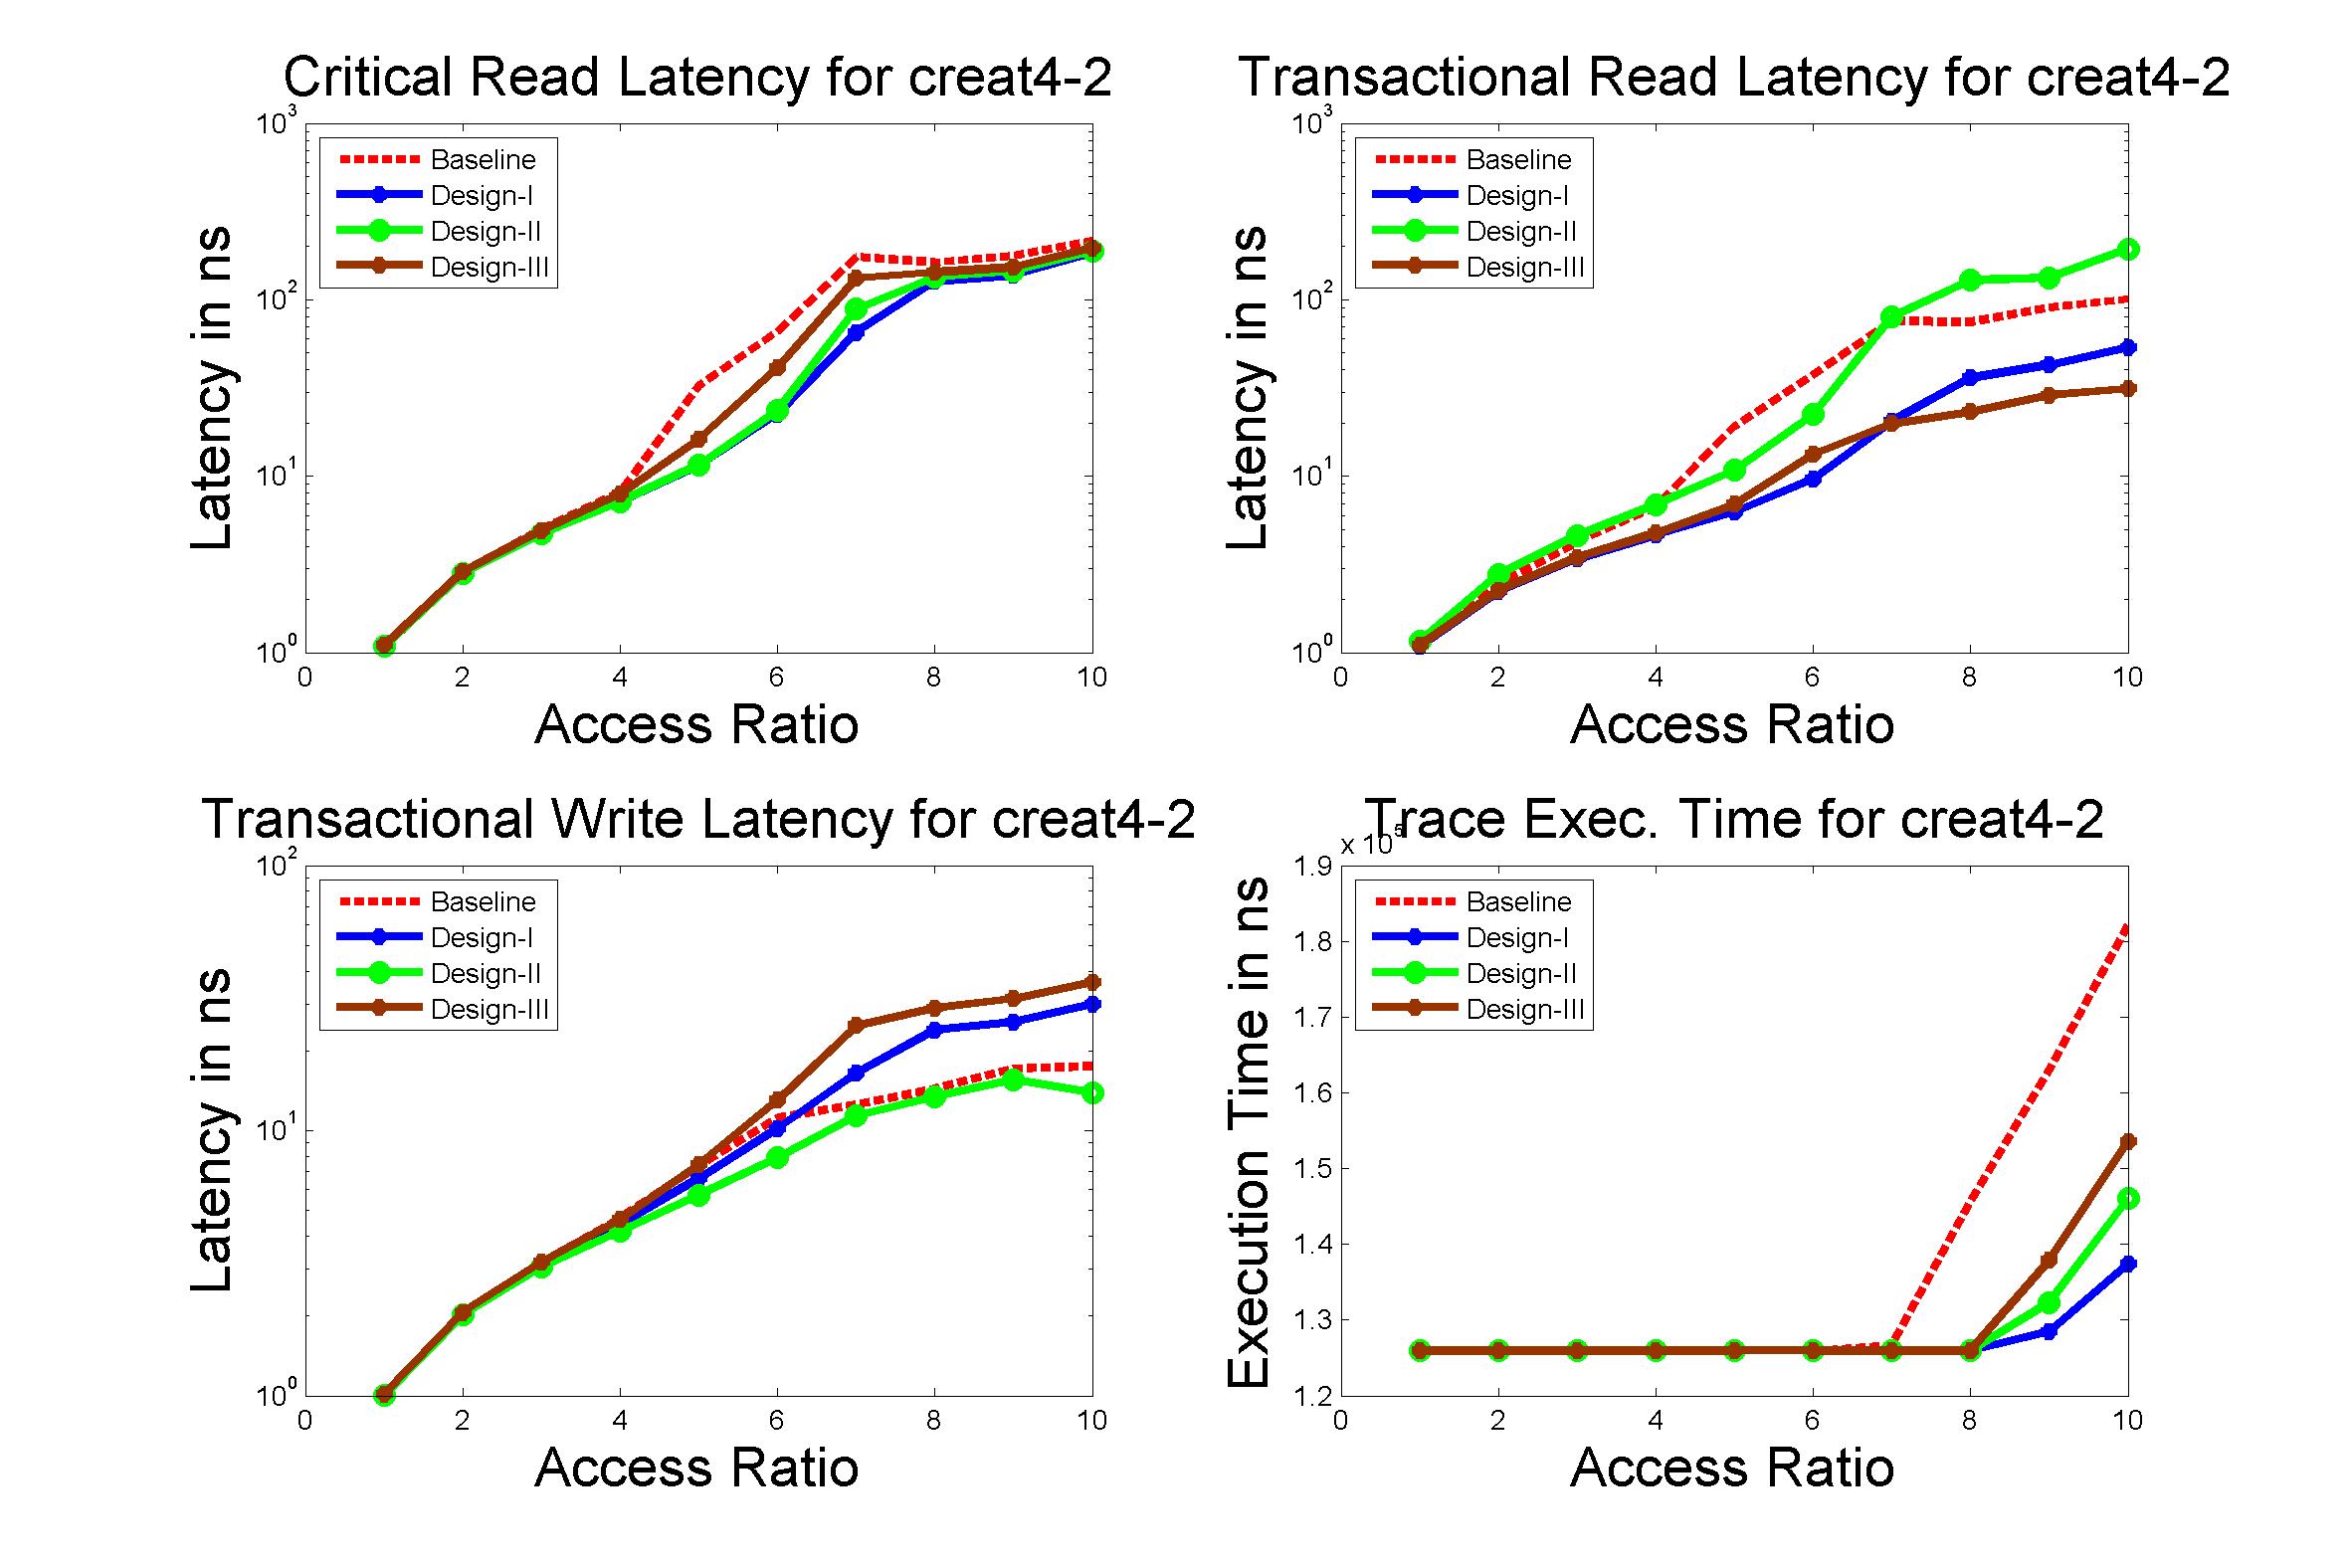 Critical Read Latency for creat4-2
10^3
10^2
10^1
10^0
Latency in ns
Baseline
Design-I
Design-II
Design-III
0 2 4 6 8 10
Access Ratio
Transactional Read Latency for creat4-2
10^3
10^2
10^1
10^0
Latency in ns
Baseline
Design-I
Design-II
Design-III
0 2 4 6 8 10
Access Ratio
Transactional Write Latency for creat4-2
10^2
10^1
10^0
Latency in ns
Baseline
Design-I
Design-II
Design-III
0 2 4 6 8 10
Access Ratio
Trace Exec. Time for creat4-2
x 10^5
1.9
1.8
1.7
1.6
1.5
1.4
1.3
1.2
Execution Time in ns
Baseline
Design-I
Design-II
Design-III
0 2 4 6 8 10
Access Ratio